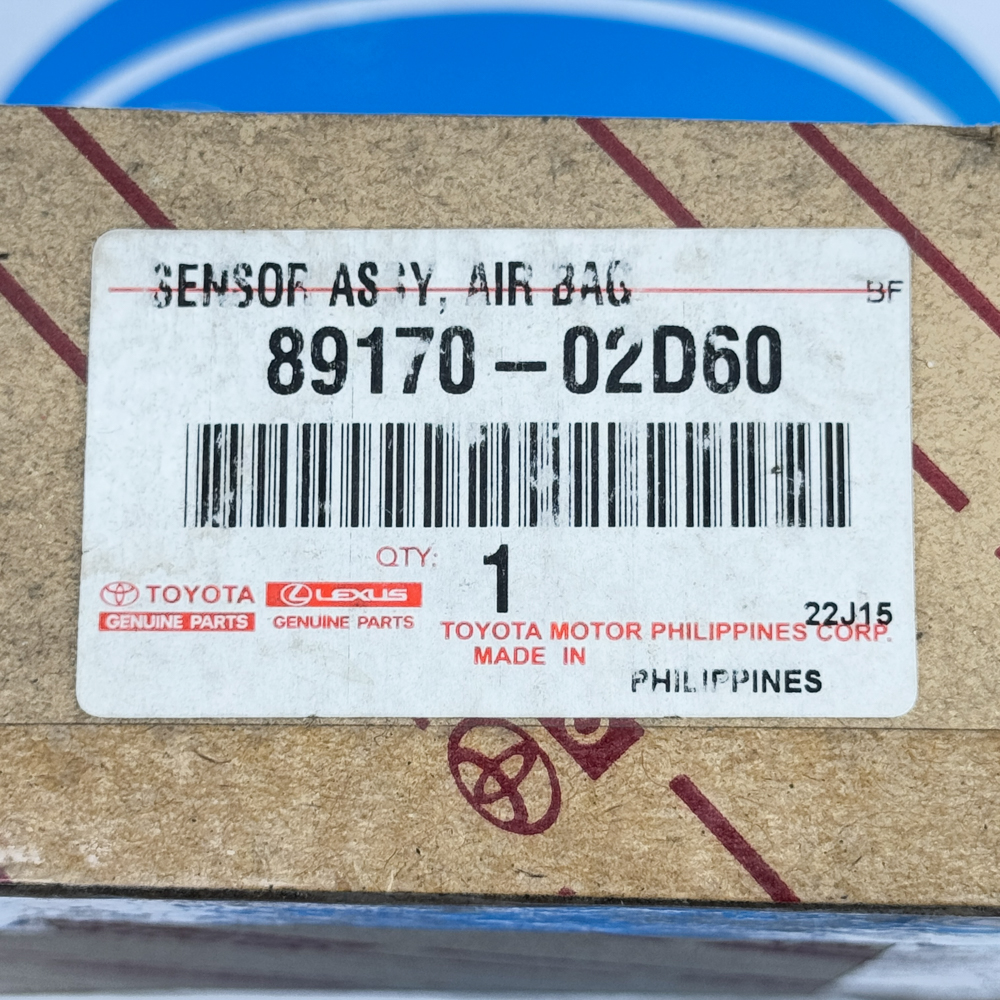 SENSOR ASSY, AIR BAG
BF
89170-02D60
QTY: 1
TOYOTA LEXUS
GENUINE PARTS GENUINE PARTS
22J15
TOYOTA MOTOR PHILIPPINES CORP.
MADE IN
PHILIPPINES